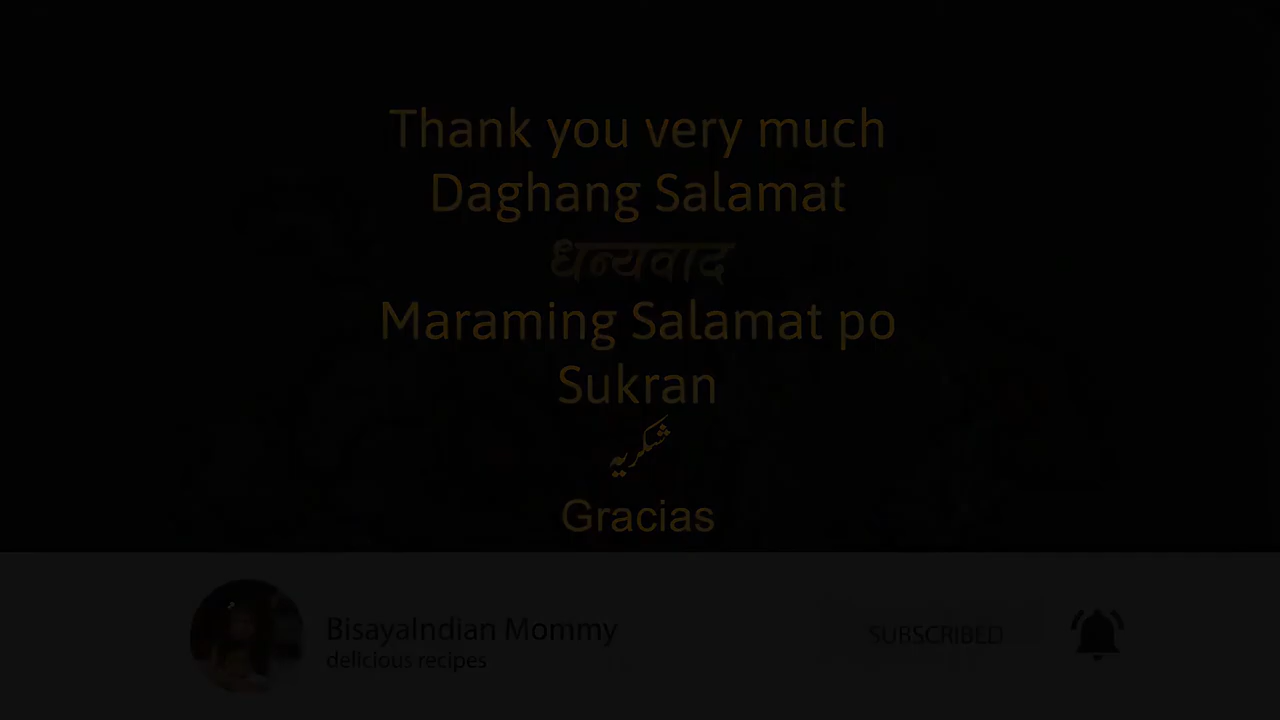 Thank you very much
Daghang Salamat
धन्यवाद
Maraming Salamat po
Sukran
شکریہ
Gracias
BisayaIndian Mommy
delicious recipes
SUBSCRIBED